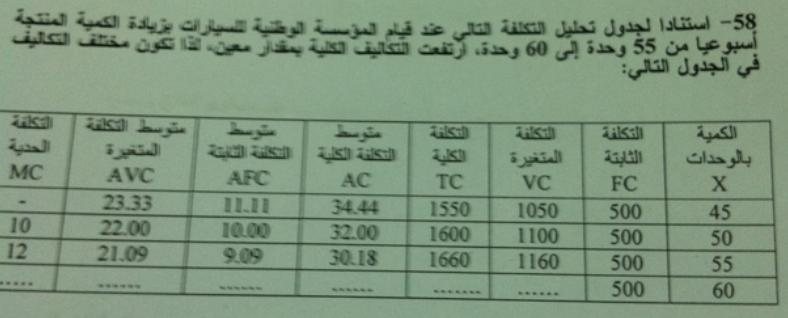 58- استنادا لجدول تحليل التكلفة التالي عند قيام المؤسسة الوطنية للسيارات بزيادة الكمية المنتجة
أسبوعيا من 55 وحدة إلى 60 وحدة، ارتفعت التكاليف الكلية بمقدار معين، لذا تكون مختلف التكاليف
في الجدول التالي:
الكمية التكلفة التكلفة التكلفة متوسط متوسط متوسط التكلفة التكلفة
بالوحدات الثابتة المتغيرة الكلية التكلفة الكلية التكلفة الثابتة المتغيرة الحدية
X FC VC TC AC AFC AVC MC
45 500 1050 1550 34.44 11.11 23.33 -
50 500 1100 1600 32.00 10.00 22.00 10
55 500 1160 1660 30.18 9.09 21.09 12
60 500 ...... ....... ...... ...... ...... .....